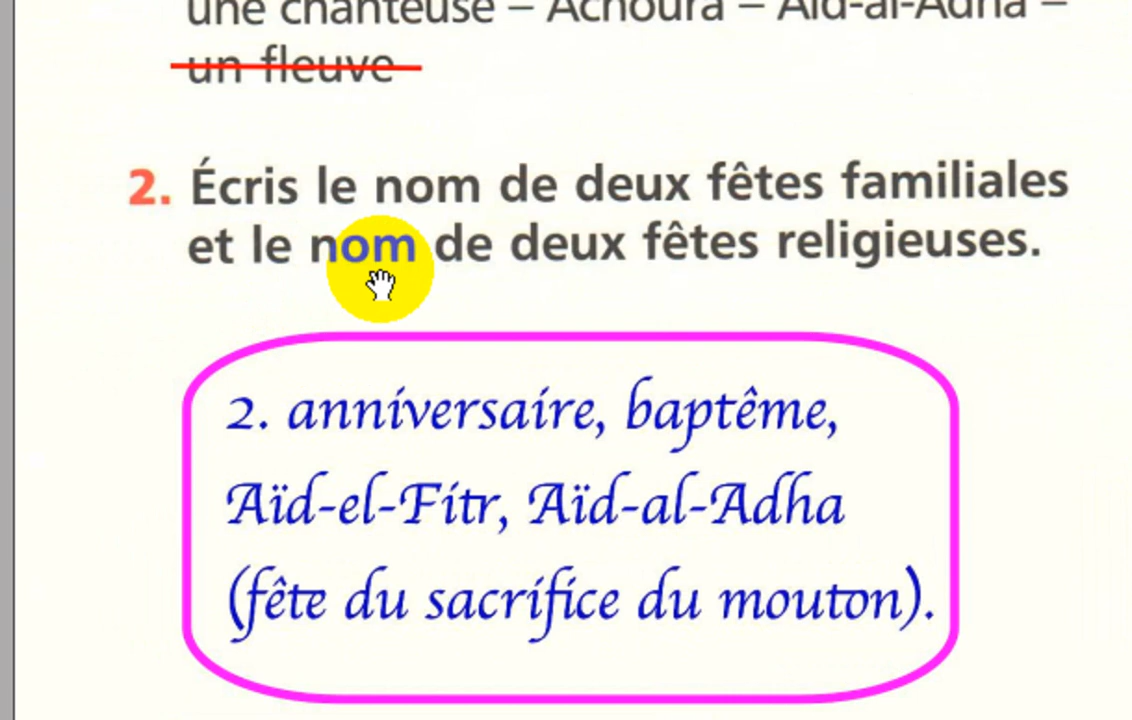 une chanteuse – Achoura – Aïd-al-Adha –
un fleuve
2. Écris le nom de deux fêtes familiales
et le nom de deux fêtes religieuses.
2. anniversaire, baptême,
Aïd-el-Fitr, Aïd-al-Adha
(fête du sacrifice du mouton).